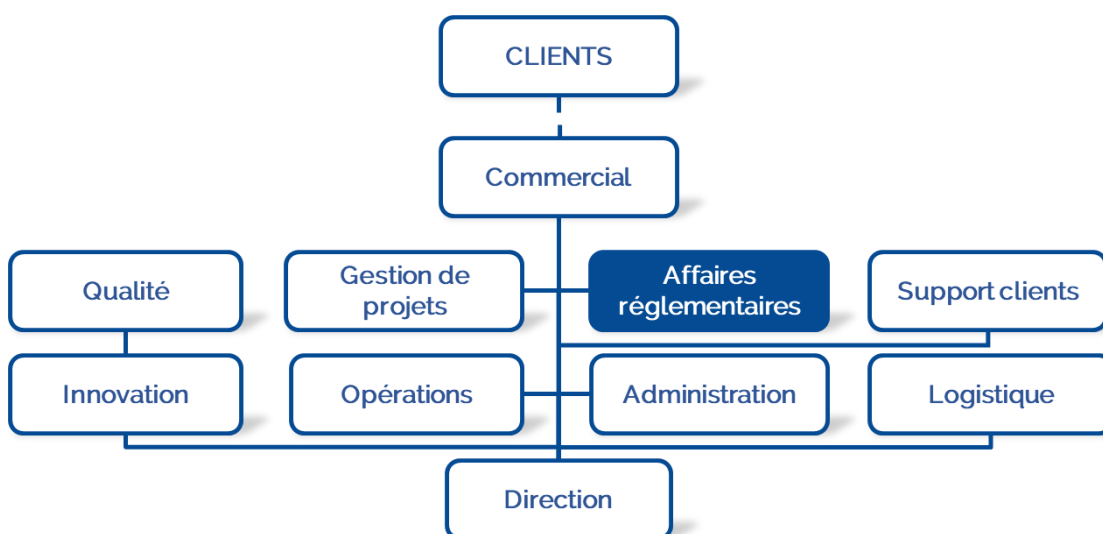 CLIENTS
Commercial
Qualité
Gestion de
projets
Affaires
réglementaires
Support clients
Innovation
Opérations
Administration
Logistique
Direction